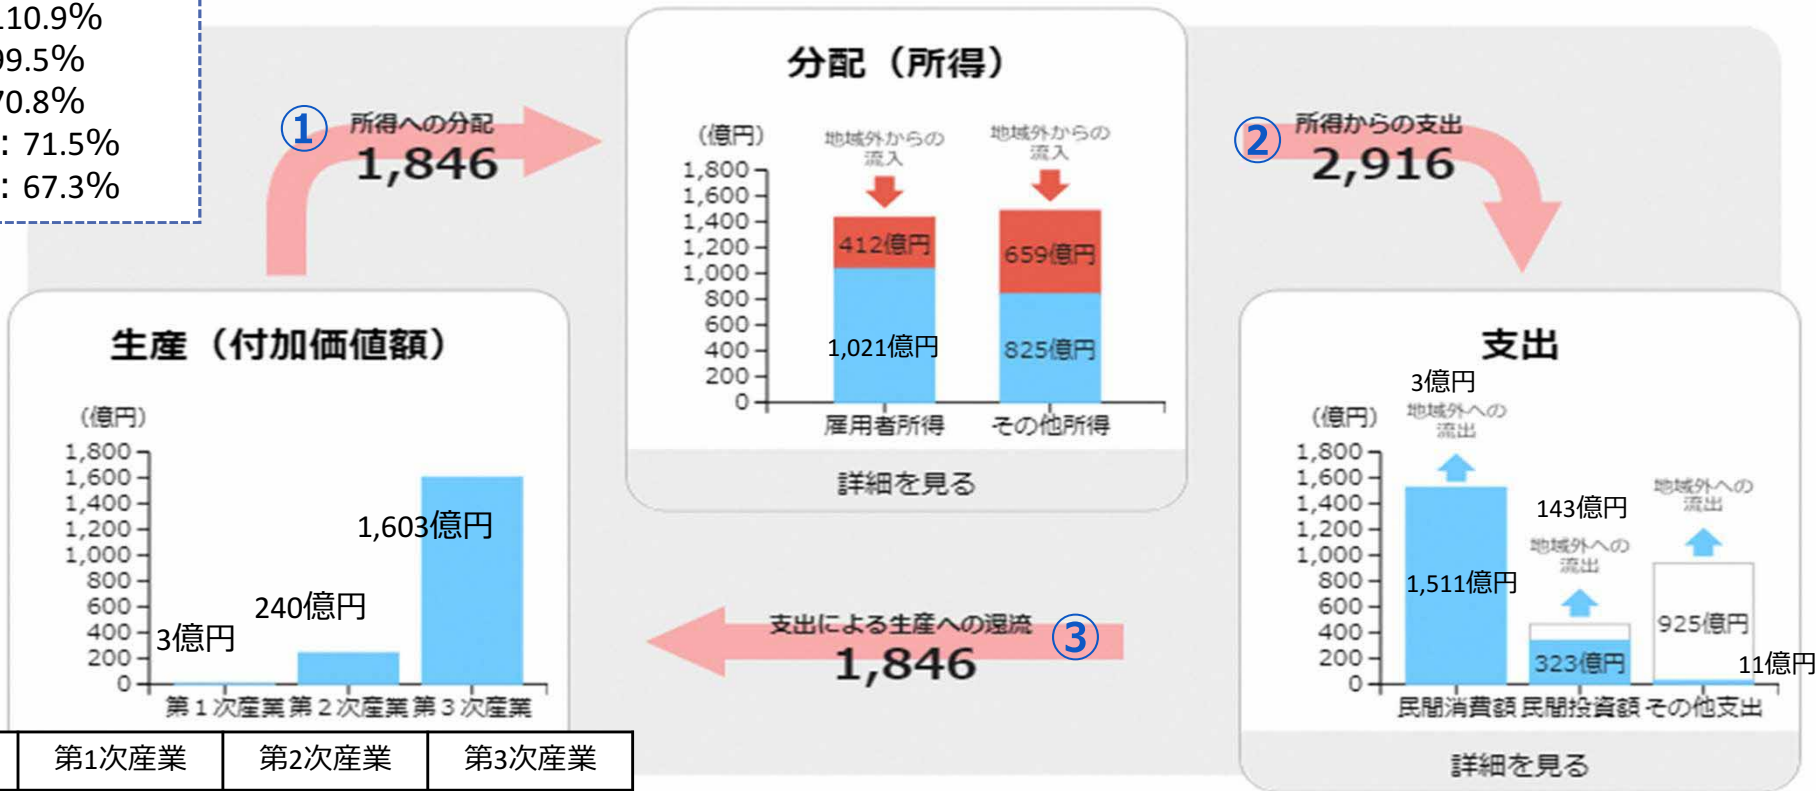 110.9%
99.5%
70.8%
：71.5%
：67.3%
①
所得への分配
1,846
分配（所得）
（億円）
地域外からの
流入
地域外からの
流入
1,800
1,600
1,400
1,200
1,000
800
600
400
200
0
412億円
1,021億円
659億円
825億円
雇用者所得
その他所得
詳細を見る
②
所得からの支出
2,916
生産（付加価値額）
（億円）
1,800
1,600
1,400
1,200
1,000
800
600
400
200
0
3億円
240億円
1,603億円
第１次産業
第２次産業
第３次産業
第1次産業
第2次産業
第3次産業
支出による生産への還流
1,846
③
支出
（億円）
3億円
地域外への
流出
143億円
地域外への
流出
地域外への
流出
1,800
1,600
1,400
1,200
1,000
800
600
400
200
0
1,511億円
323億円
925億円
11億円
民間消費額
民間投資額
その他支出
詳細を見る